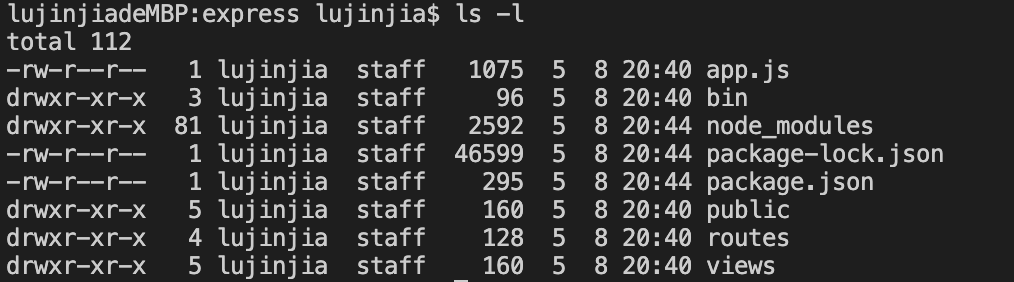 lujinjiadeMBP:express lujinjia$ ls -l
total 112
-rw-r--r--   1 lujinjia  staff   1075  5  8 20:40 app.js
drwxr-xr-x   3 lujinjia  staff     96  5  8 20:40 bin
drwxr-xr-x  81 lujinjia  staff   2592  5  8 20:44 node_modules
-rw-r--r--   1 lujinjia  staff  46599  5  8 20:44 package-lock.json
-rw-r--r--   1 lujinjia  staff    295  5  8 20:44 package.json
drwxr-xr-x   5 lujinjia  staff    160  5  8 20:40 public
drwxr-xr-x   4 lujinjia  staff    128  5  8 20:40 routes
drwxr-xr-x   5 lujinjia  staff    160  5  8 20:40 views